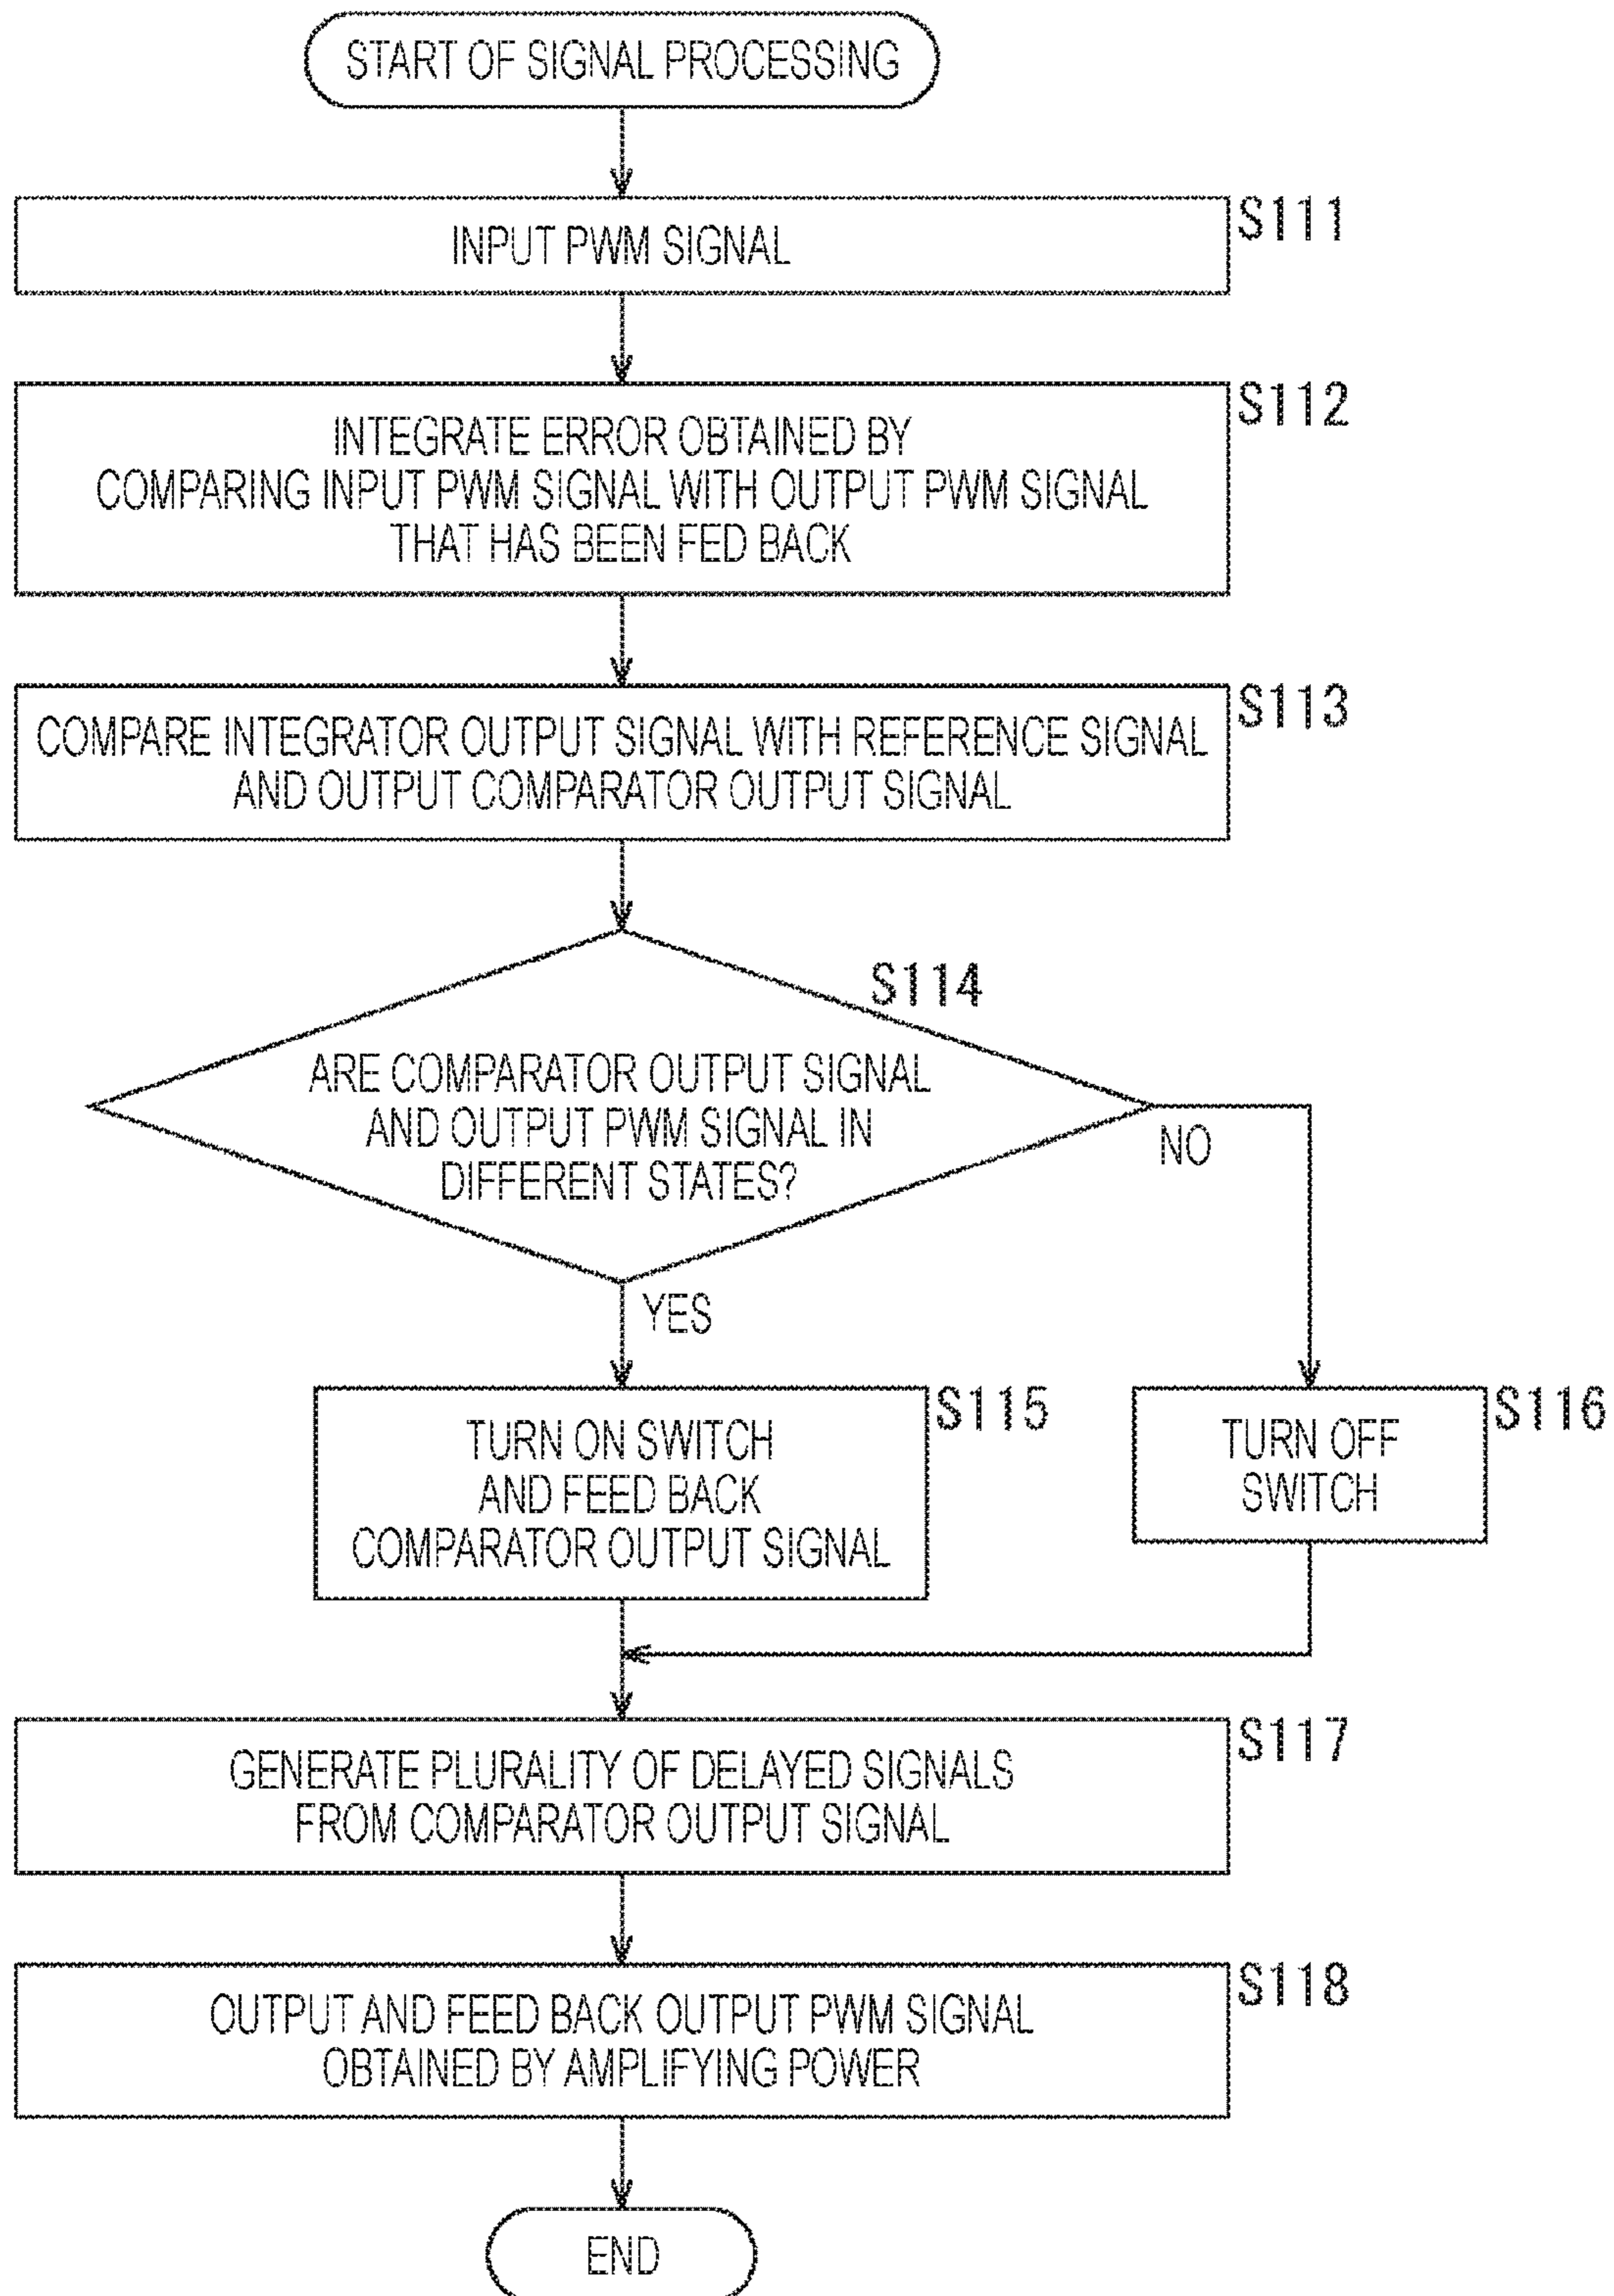 START OF SIGNAL PROCESSING
S111
INPUT PWM SIGNAL
S112
INTEGRATE ERROR OBTAINED BY
COMPARING INPUT PWM SIGNAL WITH OUTPUT PWM SIGNAL
THAT HAS BEEN FED BACK
S113
COMPARE INTEGRATOR OUTPUT SIGNAL WITH REFERENCE SIGNAL
AND OUTPUT COMPARATOR OUTPUT SIGNAL
S114
ARE COMPARATOR OUTPUT SIGNAL
AND OUTPUT PWM SIGNAL IN
DIFFERENT STATES?
NO
YES
S115
TURN ON SWITCH
AND FEED BACK
COMPARATOR OUTPUT SIGNAL
S116
TURN OFF
SWITCH
S117
GENERATE PLURALITY OF DELAYED SIGNALS
FROM COMPARATOR OUTPUT SIGNAL
S118
OUTPUT AND FEED BACK OUTPUT PWM SIGNAL
OBTAINED BY AMPLIFYING POWER
END